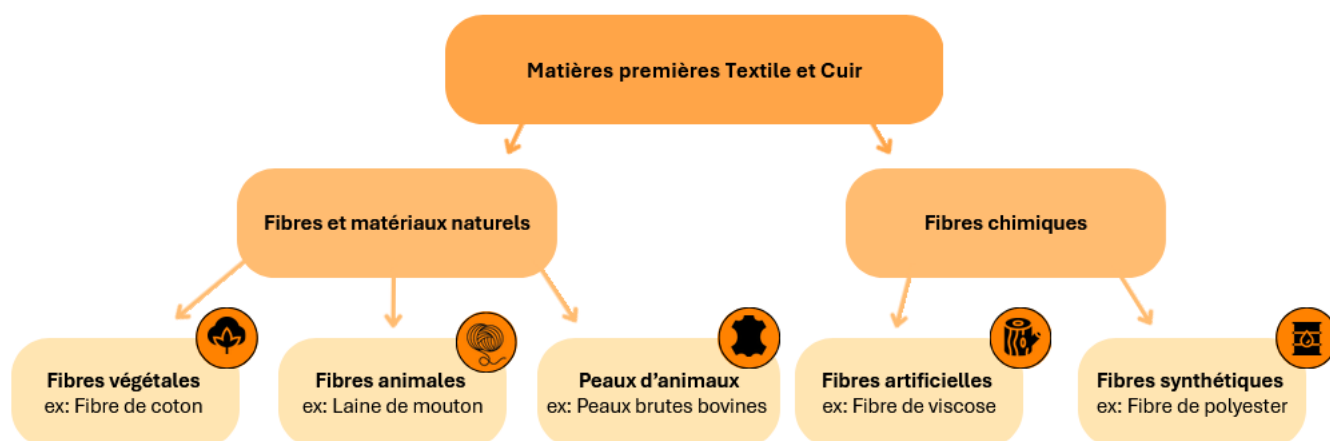 Matières premières Textile et Cuir
Fibres et matériaux naturels
Fibres chimiques
Fibres végétales
ex: Fibre de coton
Fibres animales
ex: Laine de mouton
Peaux d’animaux
ex: Peaux brutes bovines
Fibres artificielles
ex: Fibre de viscose
Fibres synthétiques
ex: Fibre de polyester